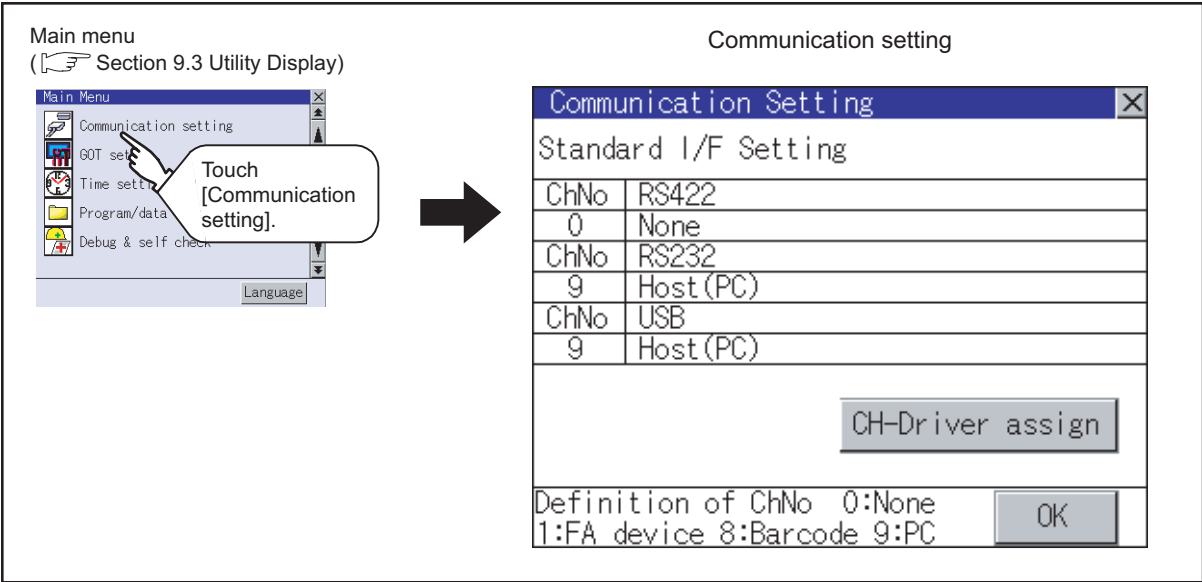 Main menu
( Section 9.3 Utility Display)
Main Menu
Communication setting
GOT set
Time setti
Program/data
Debug & self check
Language
Touch
[Communication
setting].
Communication setting
Communication Setting
Standard I/F Setting
ChNo RS422
0 None
ChNo RS232
9 Host(PC)
ChNo USB
9 Host(PC)
CH-Driver assign
Definition of ChNo 0:None
1:FA device 8:Barcode 9:PC
OK